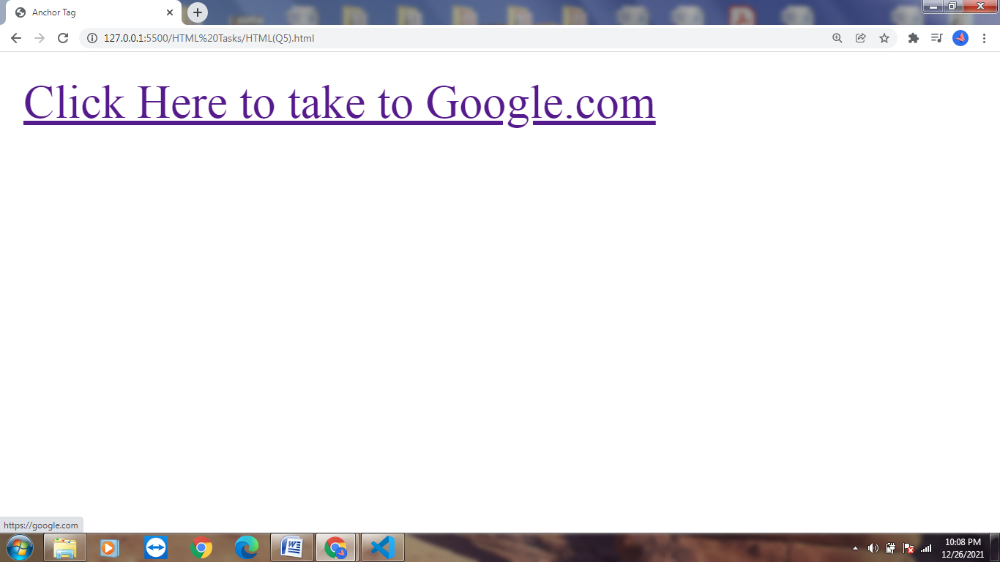 Anchor Tag
127.0.0.1:5500/HTML%20Tasks/HTML(Q5).html
Click Here to take to Google.com
https://google.com
10:08 PM
12/26/2021